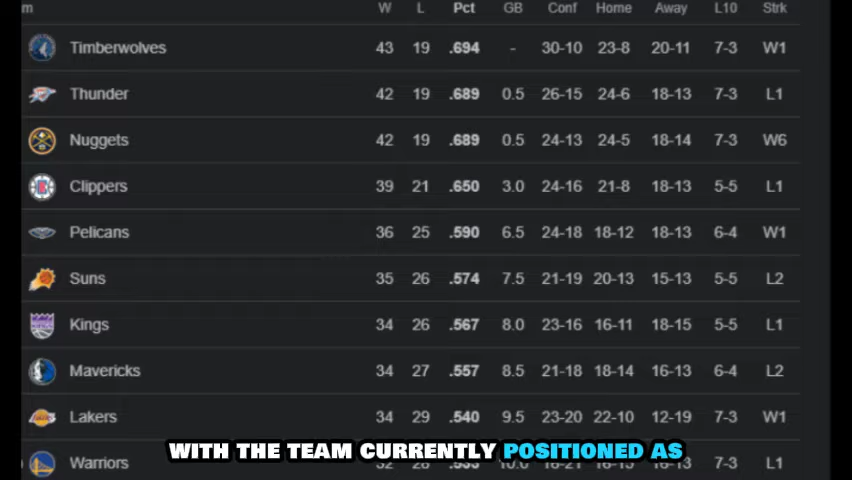 m W L Pct GB Conf Home Away L10 Strk
Timberwolves 43 19 .694 - 30-10 23-8 20-11 7-3 W1
Thunder 42 19 .689 0.5 26-15 24-6 18-13 7-3 L1
Nuggets 42 19 .689 0.5 24-13 24-5 18-14 7-3 W6
Clippers 39 21 .650 3.0 24-16 21-8 18-13 5-5 L1
Pelicans 36 25 .590 6.5 24-18 18-12 18-13 6-4 W1
Suns 35 26 .574 7.5 21-19 20-13 15-13 5-5 L2
Kings 34 26 .567 8.0 23-16 16-11 18-15 5-5 L1
Mavericks 34 27 .557 8.5 21-18 18-14 16-13 6-4 L2
Lakers 34 29 .540 9.5 23-20 22-10 12-19 7-3 W1
WITH THE TEAM CURRENTLY POSITIONED AS
Warriors 7-3 L1